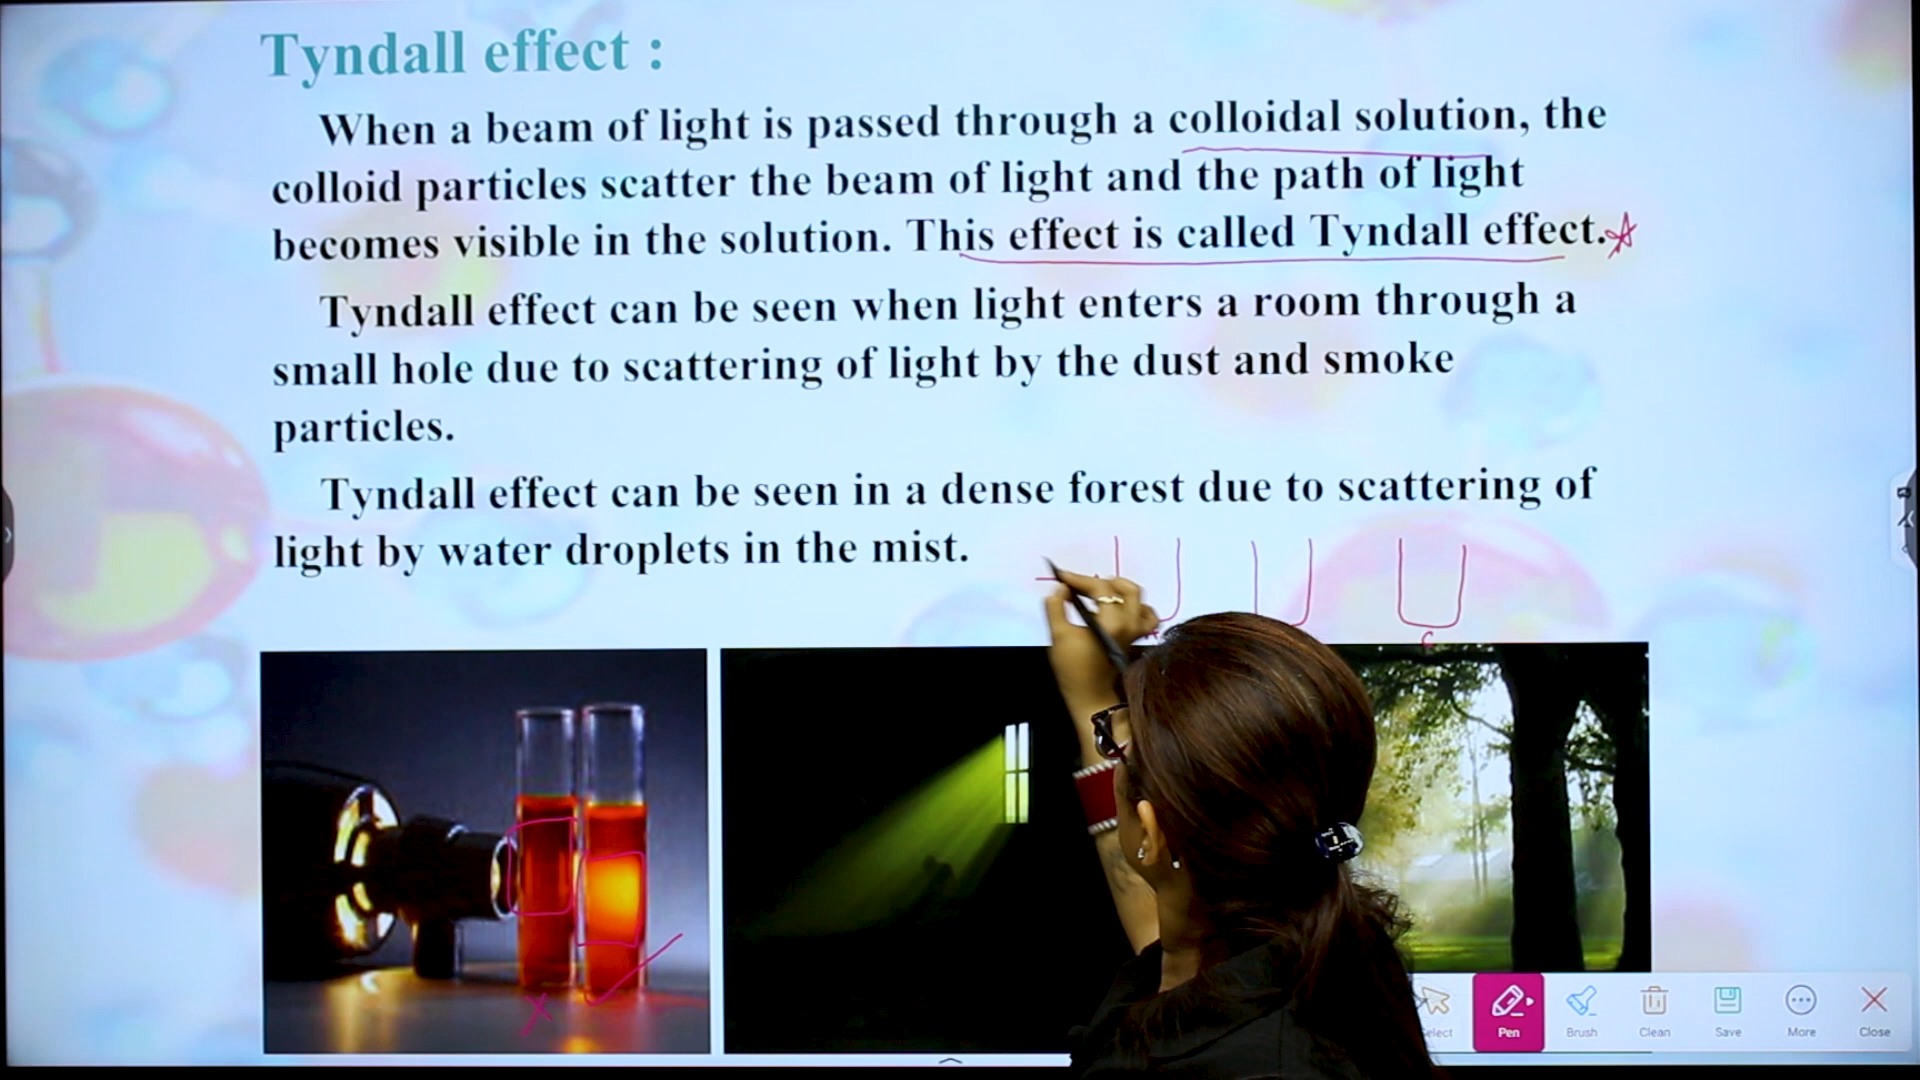 Tyndall effect :
When a beam of light is passed through a colloidal solution, the
colloid particles scatter the beam of light and the path of light
becomes visible in the solution. This effect is called Tyndall effect.
Tyndall effect can be seen when light enters a room through a
small hole due to scattering of light by the dust and smoke
particles.
Tyndall effect can be seen in a dense forest due to scattering of
light by water droplets in the mist.
Pen
Brush
Clean
Save
More
Close